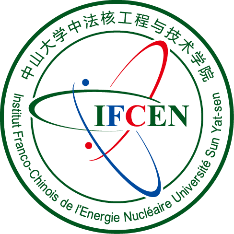 中山大学中法核工程与技术学院
IFCEN
Institut Franco-Chinois de l'Energie Nucléaire Université Sun Yat-sen